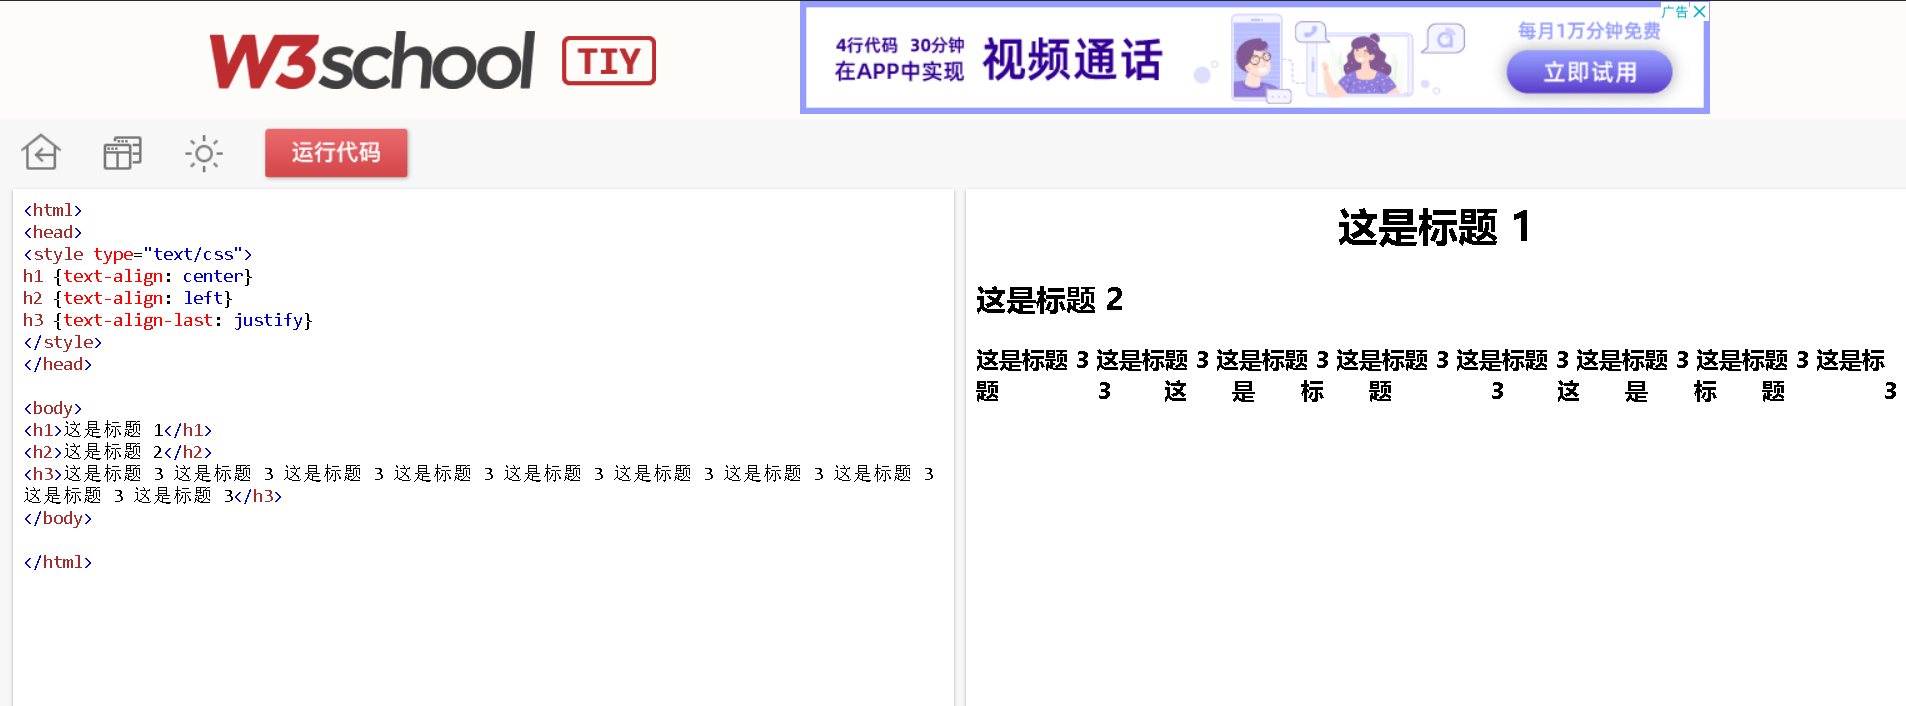 W3school TIY
4行代码 30分钟
在APP中实现
视频通话
每月1万分钟免费
立即试用
广告
运行代码
<html>
<head>
<style type="text/css">
h1 {text-align: center}
h2 {text-align: left}
h3 {text-align-last: justify}
</style>
</head>
<body>
<h1>这是标题 1</h1>
<h2>这是标题 2</h2>
<h3>这是标题 3 这是标题 3 这是标题 3 这是标题 3 这是标题 3 这是标题 3 这是标题 3 这是标题 3
这是标题 3 这是标题 3</h3>
</body>
</html>
这是标题 1
这是标题 2
这是标题 3 这是标题 3 这是标题 3 这是标题 3 这是标题 3 这是标题 3 这是标题 3 这是标
题 3 这 是 标 题 3 这 是 标 题 3